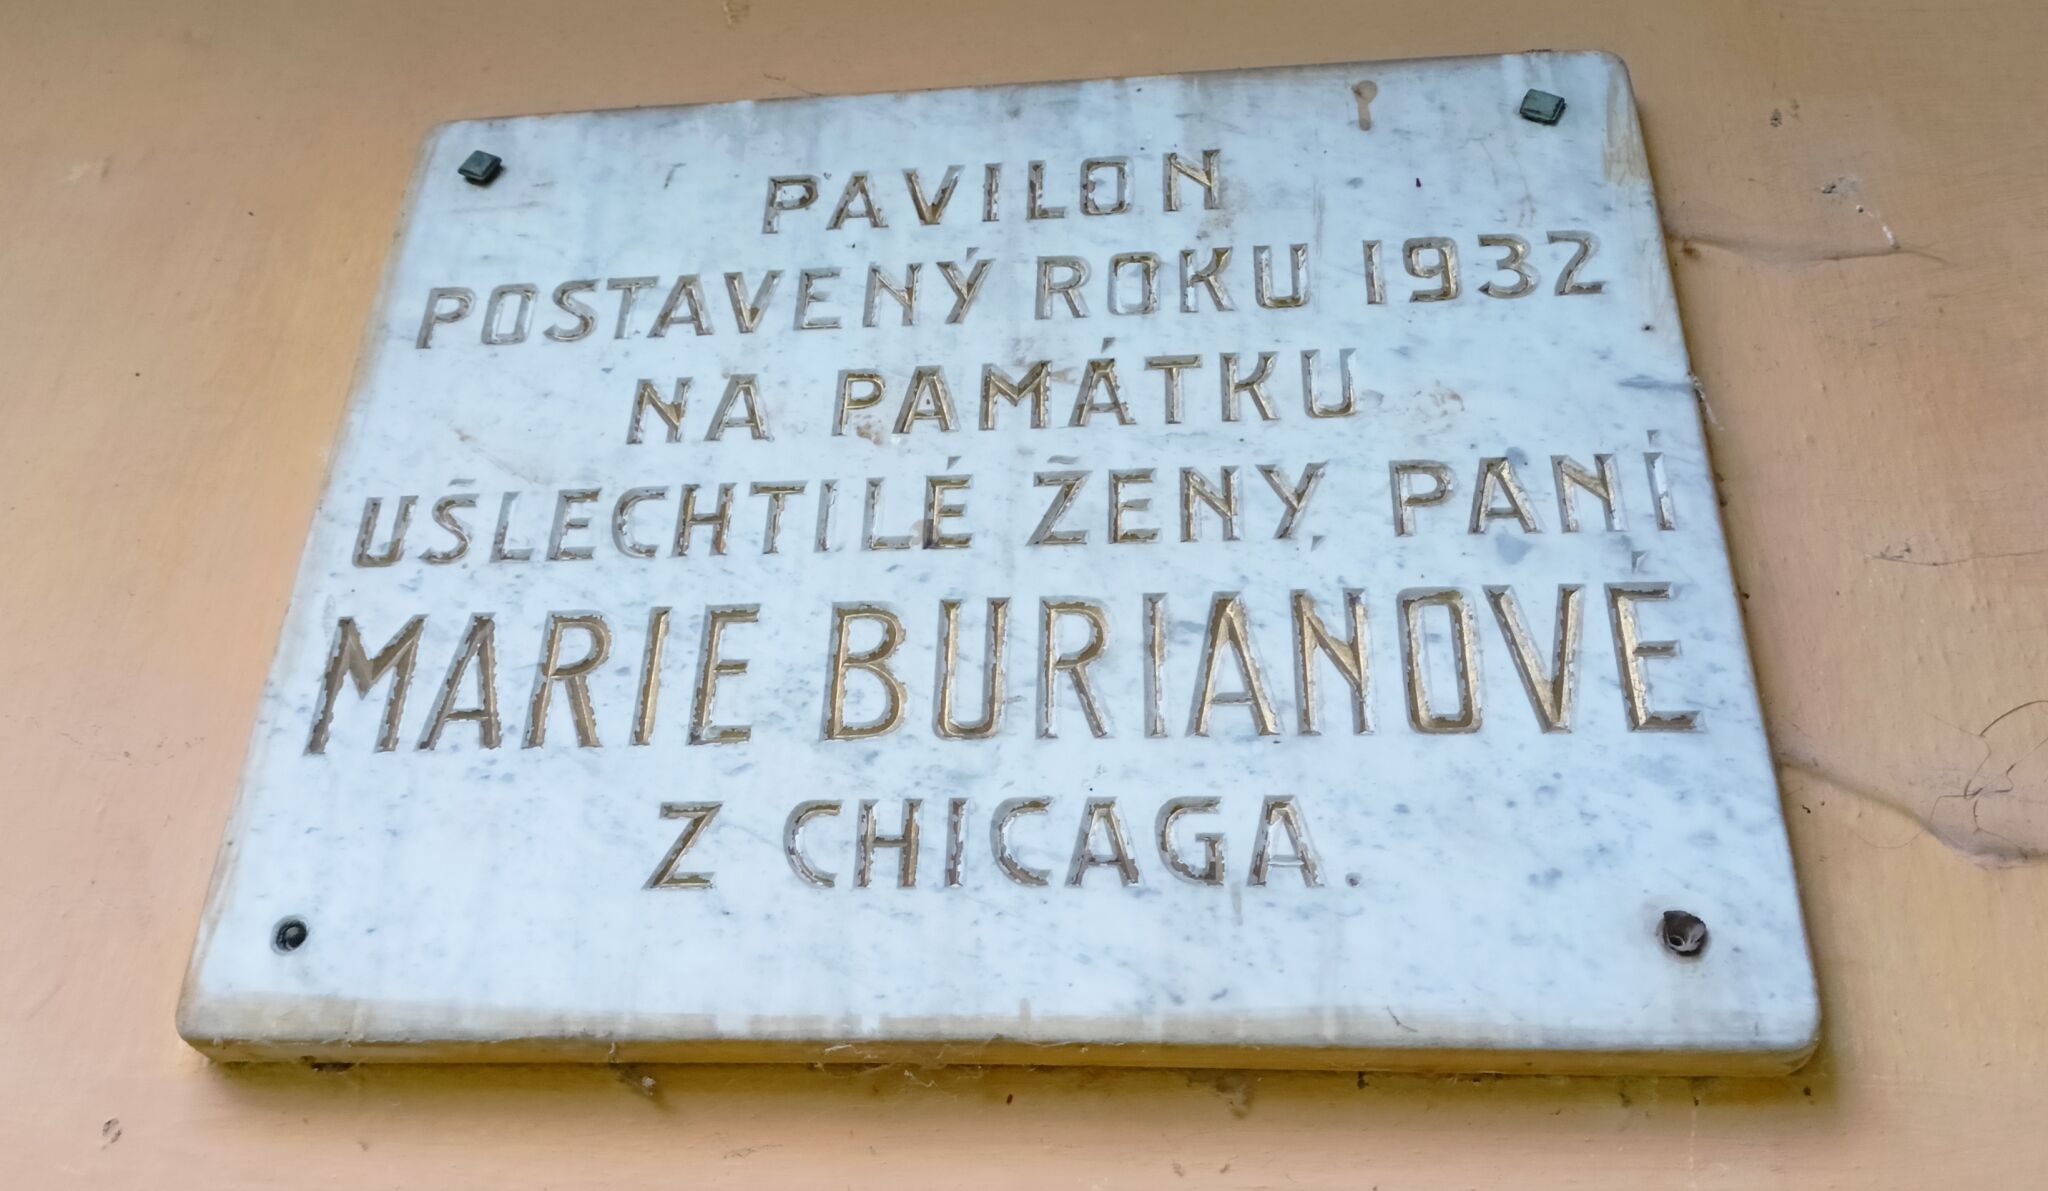 PAVILON
POSTAVENÝ ROKU 1932
NA PAMÁTKU
UŠLECHTILÉ ŽENY, PANÍ
MARIE BURIANOVÉ
Z CHICAGA.